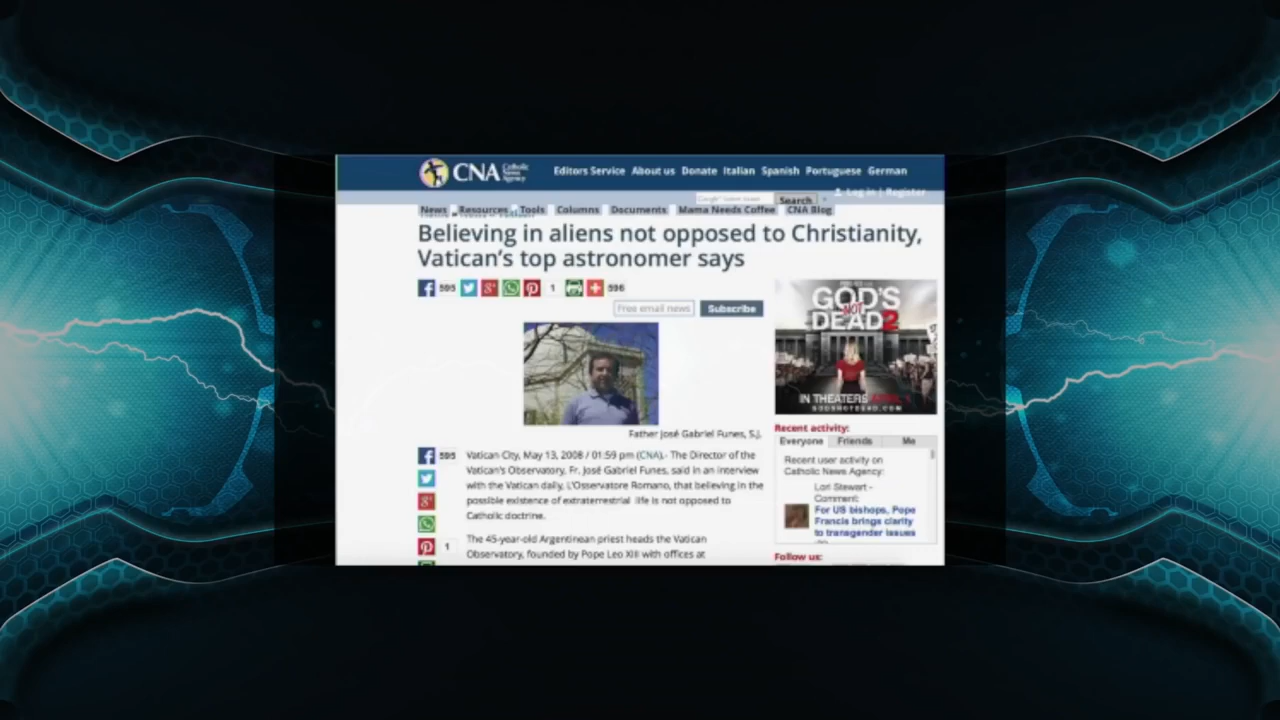 CNA Catholic News Agency
Editors Service About us Donate Italian Spanish Portuguese German
Log in | Register
Search
News Resources Tools Columns Documents Mama Needs Coffee CNA Blog
Believing in aliens not opposed to Christianity,
Vatican's top astronomer says
595 1 596
Free email news Subscribe
GOD'S
NOT
DEAD2
IN THEATERS
GODSNOTDEAD.COM
Father José Gabriel Funes, S.J.
595
Vatican City, May 13, 2008 / 01:59 pm (CNA).- The Director of the
Vatican's Observatory, Fr. José Gabriel Funes, said in an interview
with the Vatican daily, L'Osservatore Romano, that believing in the
possible existence of extraterrestrial life is not opposed to
Catholic doctrine.
1
The 45-year-old Argentinean priest heads the Vatican
Observatory, founded by Pope Leo XIII with offices at
Recent activity:
Everyone Friends Me
Recent user activity on
Catholic News Agency:
Lori Stewart -
Comment:
For US bishops, Pope
Francis brings clarity
to transgender issues
Follow us: